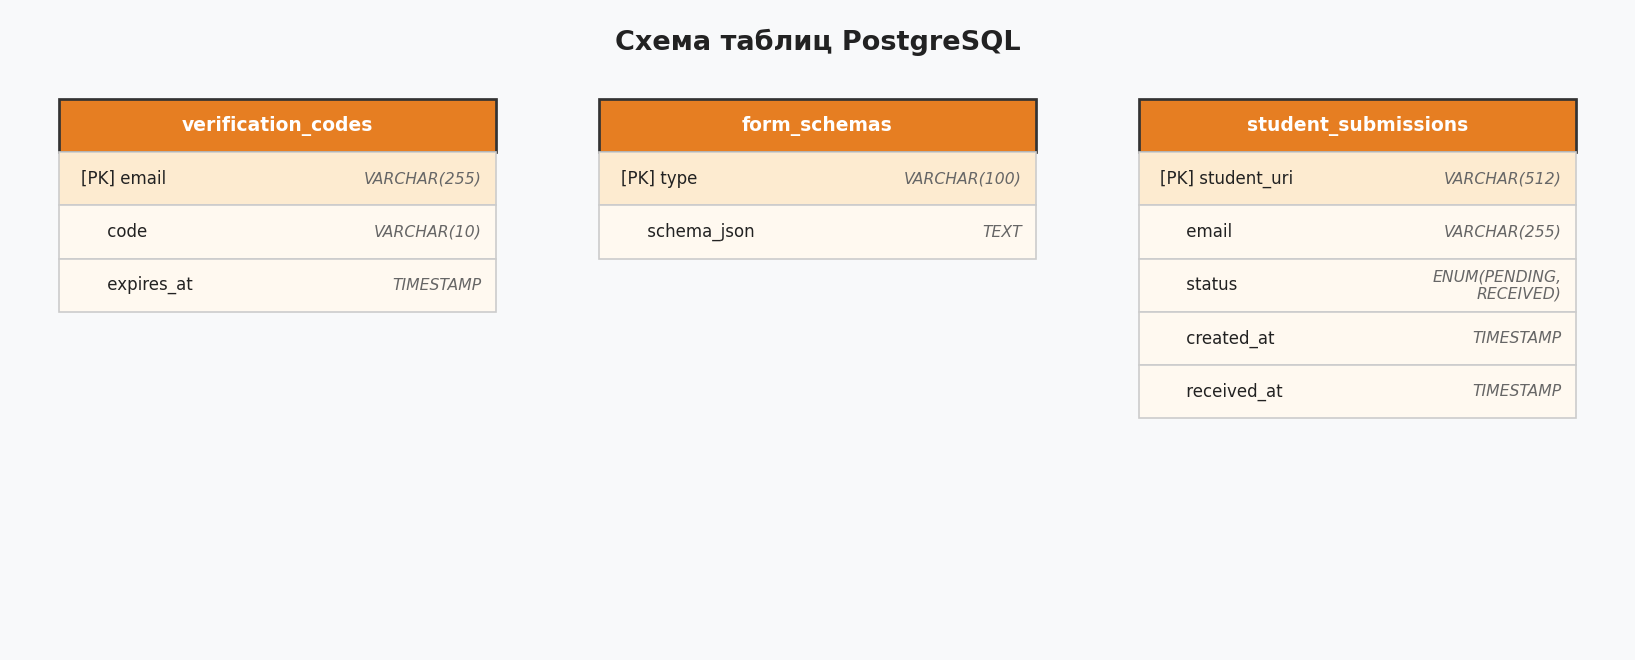 Схема таблиц PostgreSQL
verification_codes
[PK] email VARCHAR(255)
code VARCHAR(10)
expires_at TIMESTAMP
form_schemas
[PK] type VARCHAR(100)
schema_json TEXT
student_submissions
[PK] student_uri VARCHAR(512)
email VARCHAR(255)
status ENUM(PENDING,
RECEIVED)
created_at TIMESTAMP
received_at TIMESTAMP